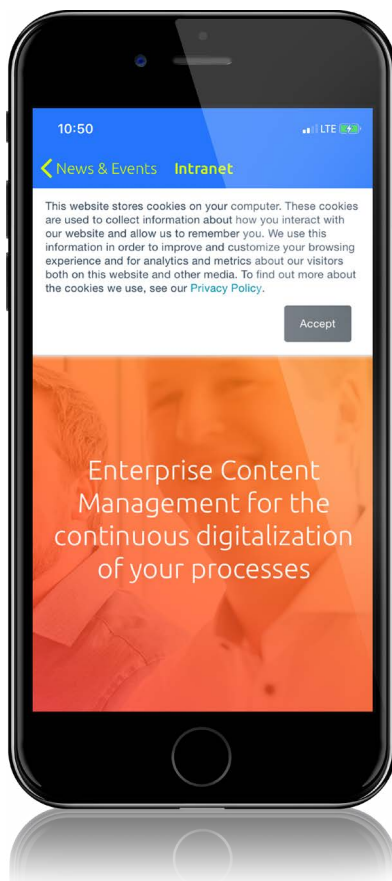 10:50
LTE
News & Events Intranet
This website stores cookies on your computer. These cookies
are used to collect information about how you interact with
our website and allow us to remember you. We use this
information in order to improve and customize your browsing
experience and for analytics and metrics about our visitors
both on this website and other media. To find out more about
the cookies we use, see our Privacy Policy.
Accept
Enterprise Content
Management for the
continuous digitalization
of your processes